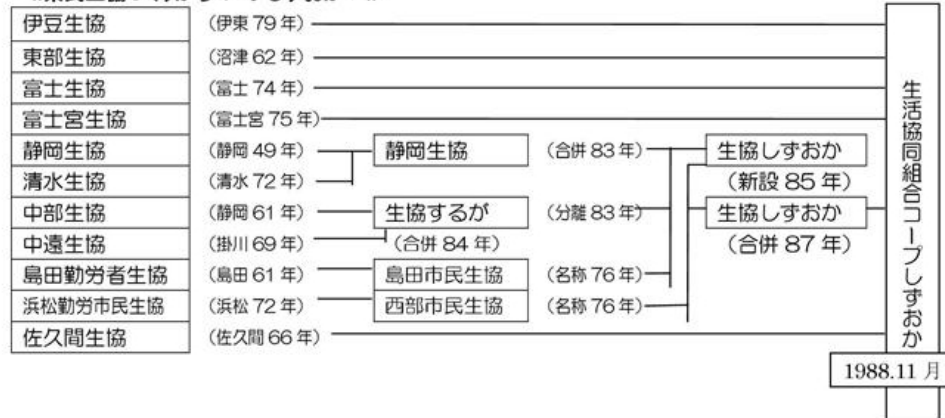 伊豆生協 (伊東 79 年)
東部生協 (沼津 62 年)
富士生協 (富士 74 年)
富士宮生協 (富士宮 75 年)
静岡生協 (静岡 49 年) 静岡生協 (合併 83 年) 生協しずおか
清水生協 (清水 72 年) (新設 85 年)
中部生協 (静岡 61 年) 生協するが (分離 83 年) 生協しずおか
中遠生協 (掛川 69 年) (合併 84 年) (合併 87 年)
島田勤労者生協 (島田 61 年) 島田市民生協 (名称 76 年)
浜松勤労市民生協 (浜松 72 年) 西部市民生協 (名称 76 年)
佐久間生協 (佐久間 66 年)
生活協同組合コープしずおか
1988.11 月